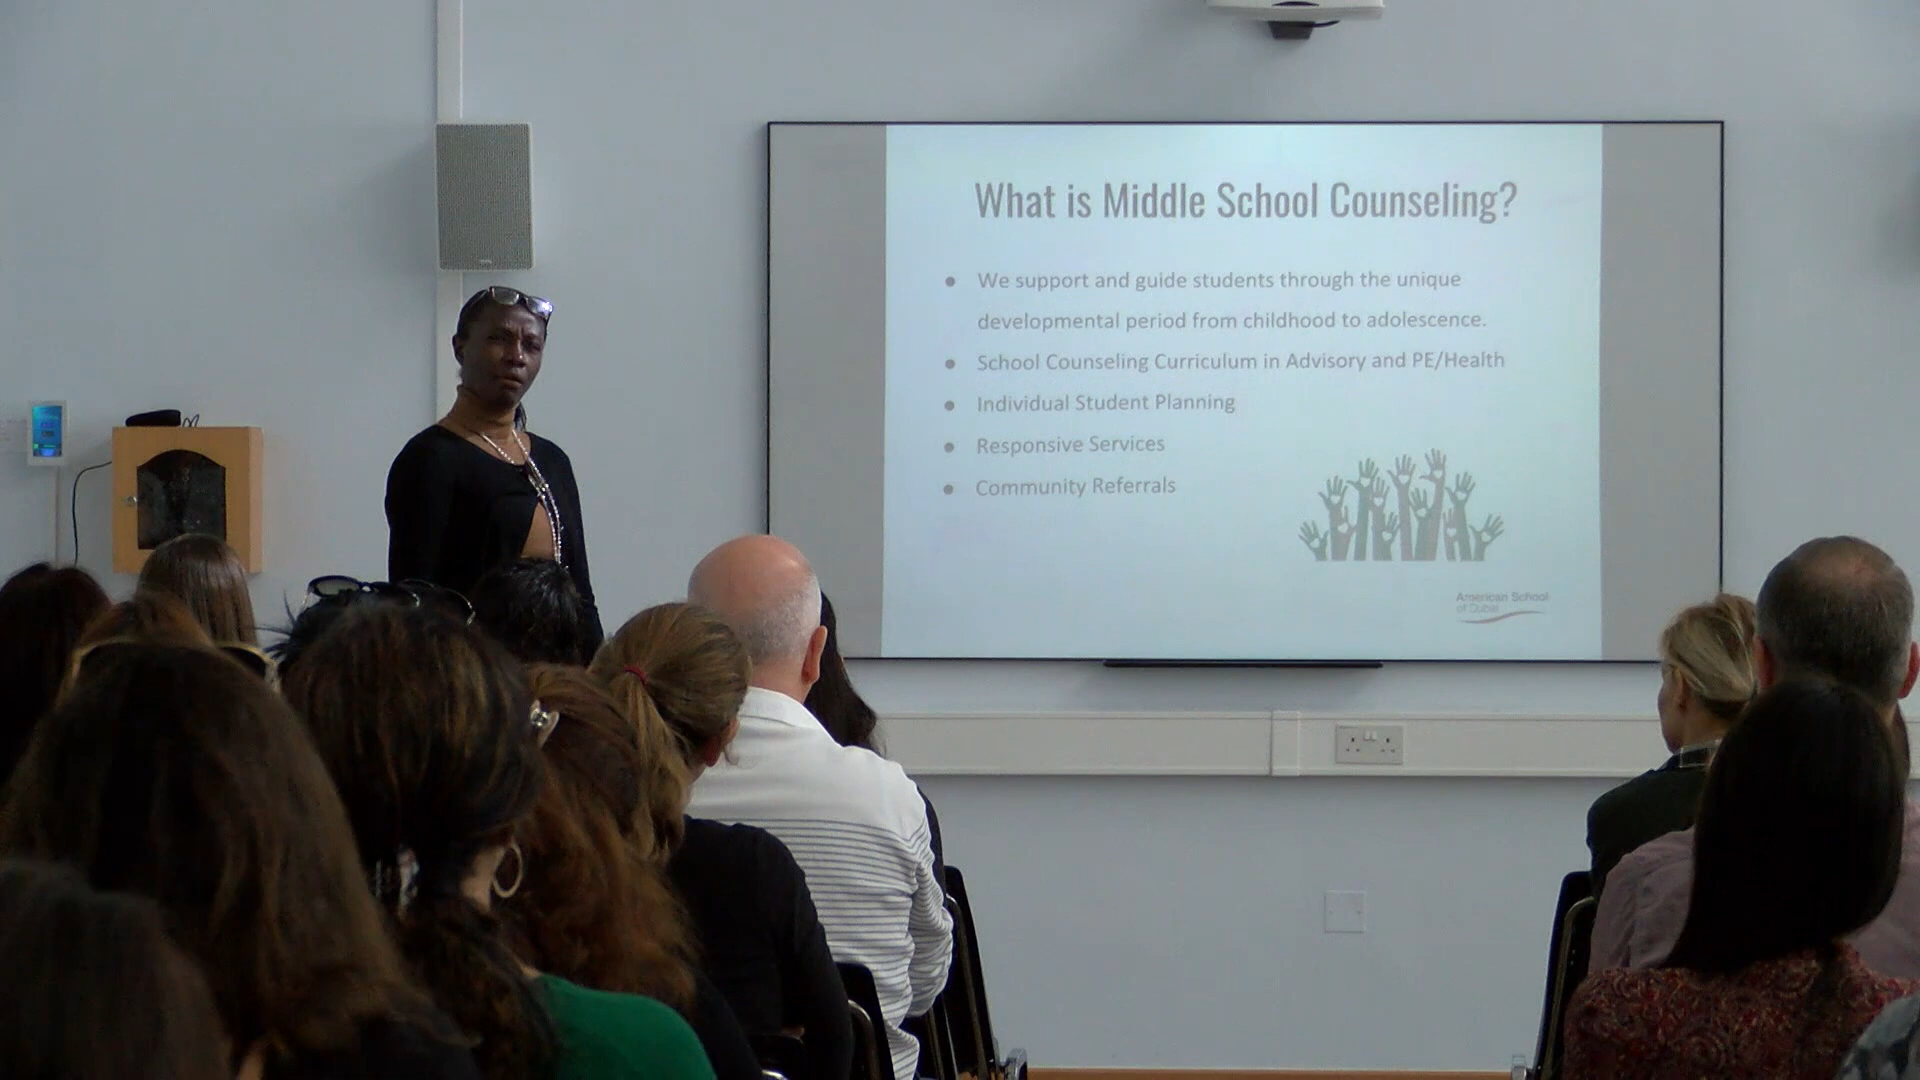 What is Middle School Counseling?
● We support and guide students through the unique
developmental period from childhood to adolescence.
● School Counseling Curriculum in Advisory and PE/Health
● Individual Student Planning
● Responsive Services
● Community Referrals
American School
of Dubai